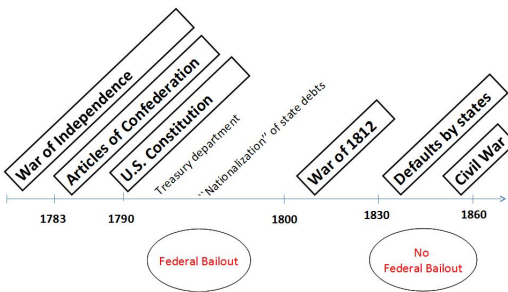 War of Independence
Articles of Confederation
U.S. Constitution
Treasury department
``Nationalization'' of state debts
War of 1812
Defaults by states
Civil War
1783
1790
1800
1830
1860
Federal Bailout
No
Federal Bailout